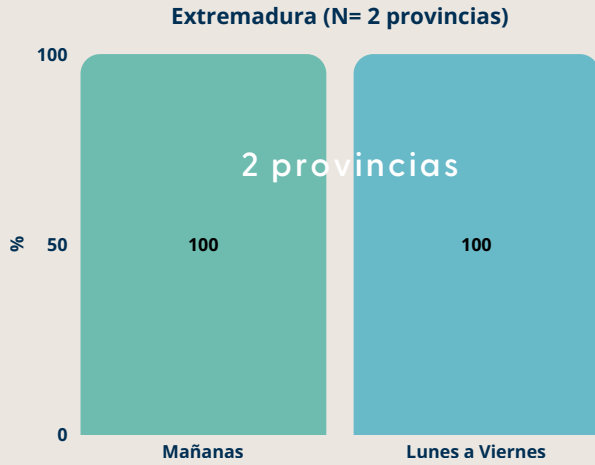 Extremadura (N= 2 provincias)
100
2 provincias
%
50
100
100
0
Mañanas
Lunes a Viernes